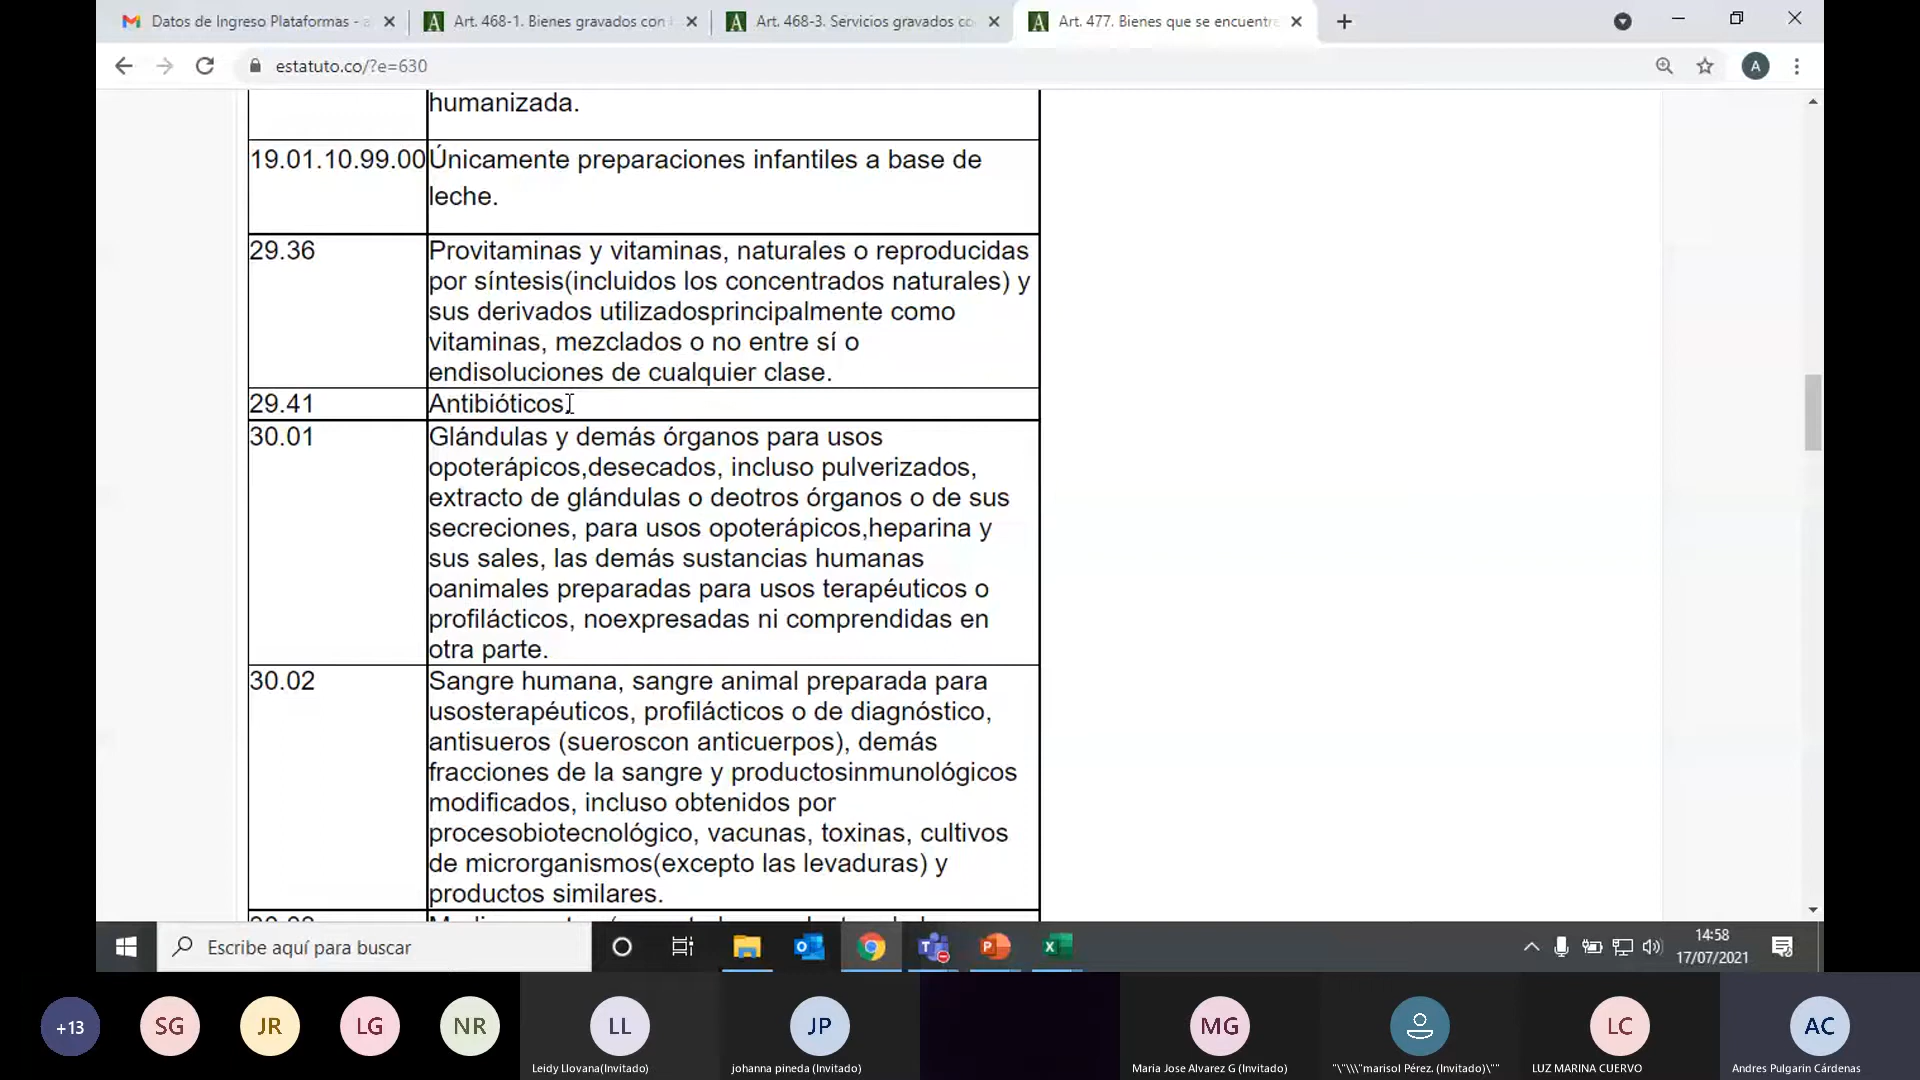 Datos de Ingreso Plataformas - a
Art. 468-1. Bienes gravados con
Art. 468-3. Servicios gravados co
Art. 477. Bienes que se encuentre
estatuto.co/?e=630
A
humanizada.
19.01.10.99.00 Únicamente preparaciones infantiles a base de
leche.
29.36 Provitaminas y vitaminas, naturales o reproducidas
por síntesis(incluidos los concentrados naturales) y
sus derivados utilizadosprincipalmente como
vitaminas, mezclados o no entre sí o
endisoluciones de cualquier clase.
29.41 Antibióticos.
30.01 Glándulas y demás órganos para usos
opoterápicos,desecados, incluso pulverizados,
extracto de glándulas o deotros órganos o de sus
secreciones, para usos opoterápicos,heparina y
sus sales, las demás sustancias humanas
oanimales preparadas para usos terapéuticos o
profilácticos, noexpresadas ni comprendidas en
otra parte.
30.02 Sangre humana, sangre animal preparada para
usosterapéuticos, profilácticos o de diagnóstico,
antisueros (sueroscon anticuerpos), demás
fracciones de la sangre y productosinmunológicos
modificados, incluso obtenidos por
procesobiotecnológico, vacunas, toxinas, cultivos
de microrganismos(excepto las levaduras) y
productos similares.
Escribe aquí para buscar
14:58
17/07/2021
+13
SG
JR
LG
NR
LL
JP
MG
LC
AC
Leidy Llovana(Invitado)
johanna pineda (Invitado)
Maria Jose Alvarez G (Invitado)
"\"\\\"marisol Pérez. (Invitado)\""
LUZ MARINA CUERVO
Andres Pulgarin Cárdenas